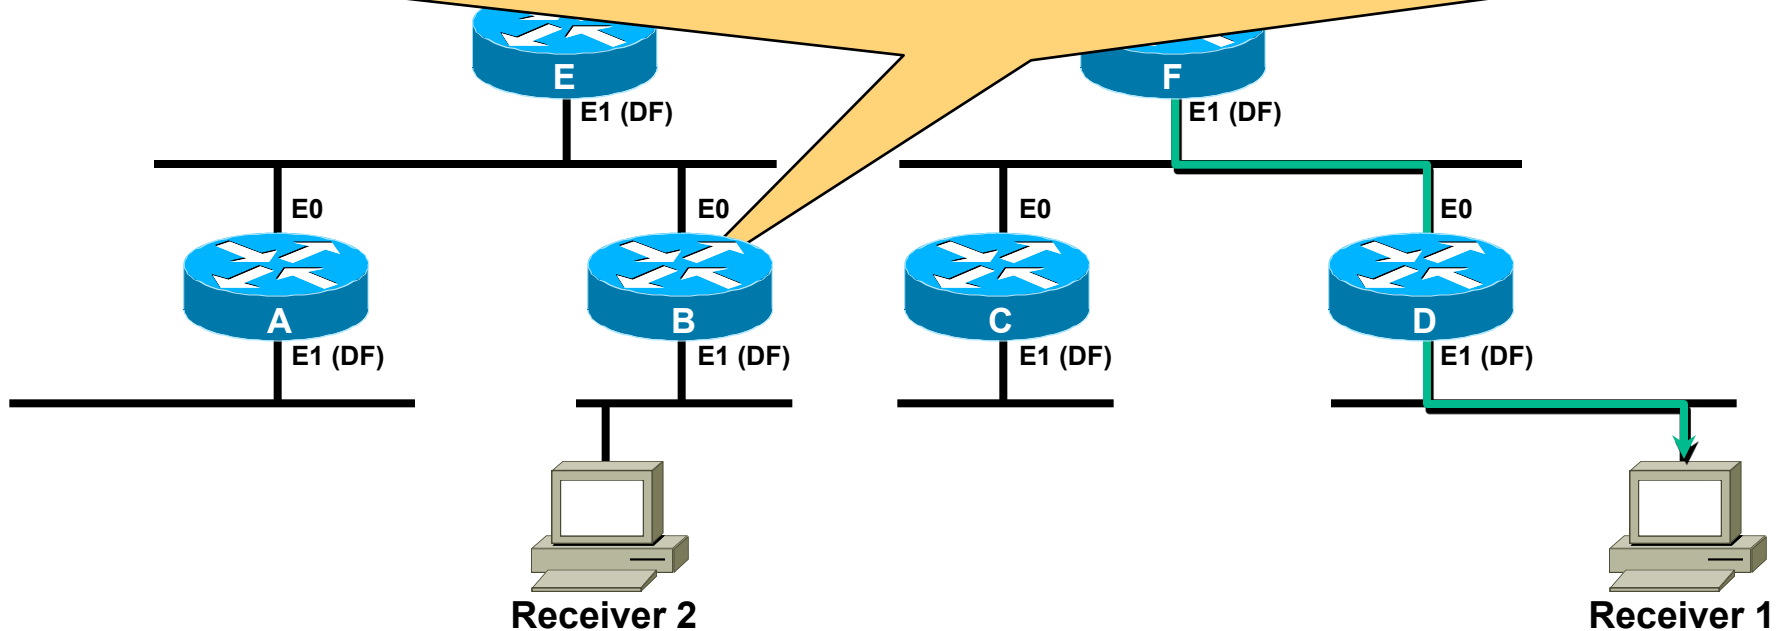 E
F
E1 (DF)
E1 (DF)
E0
E0
E0
E0
A
B
C
D
E1 (DF)
E1 (DF)
E1 (DF)
E1 (DF)
Receiver 2
Receiver 1